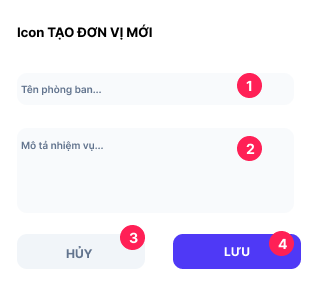 Icon TẠO ĐƠN VỊ MỚI
Tên phòng ban... 1
Mô tả nhiệm vụ... 2
3
HỦY
4
LƯU